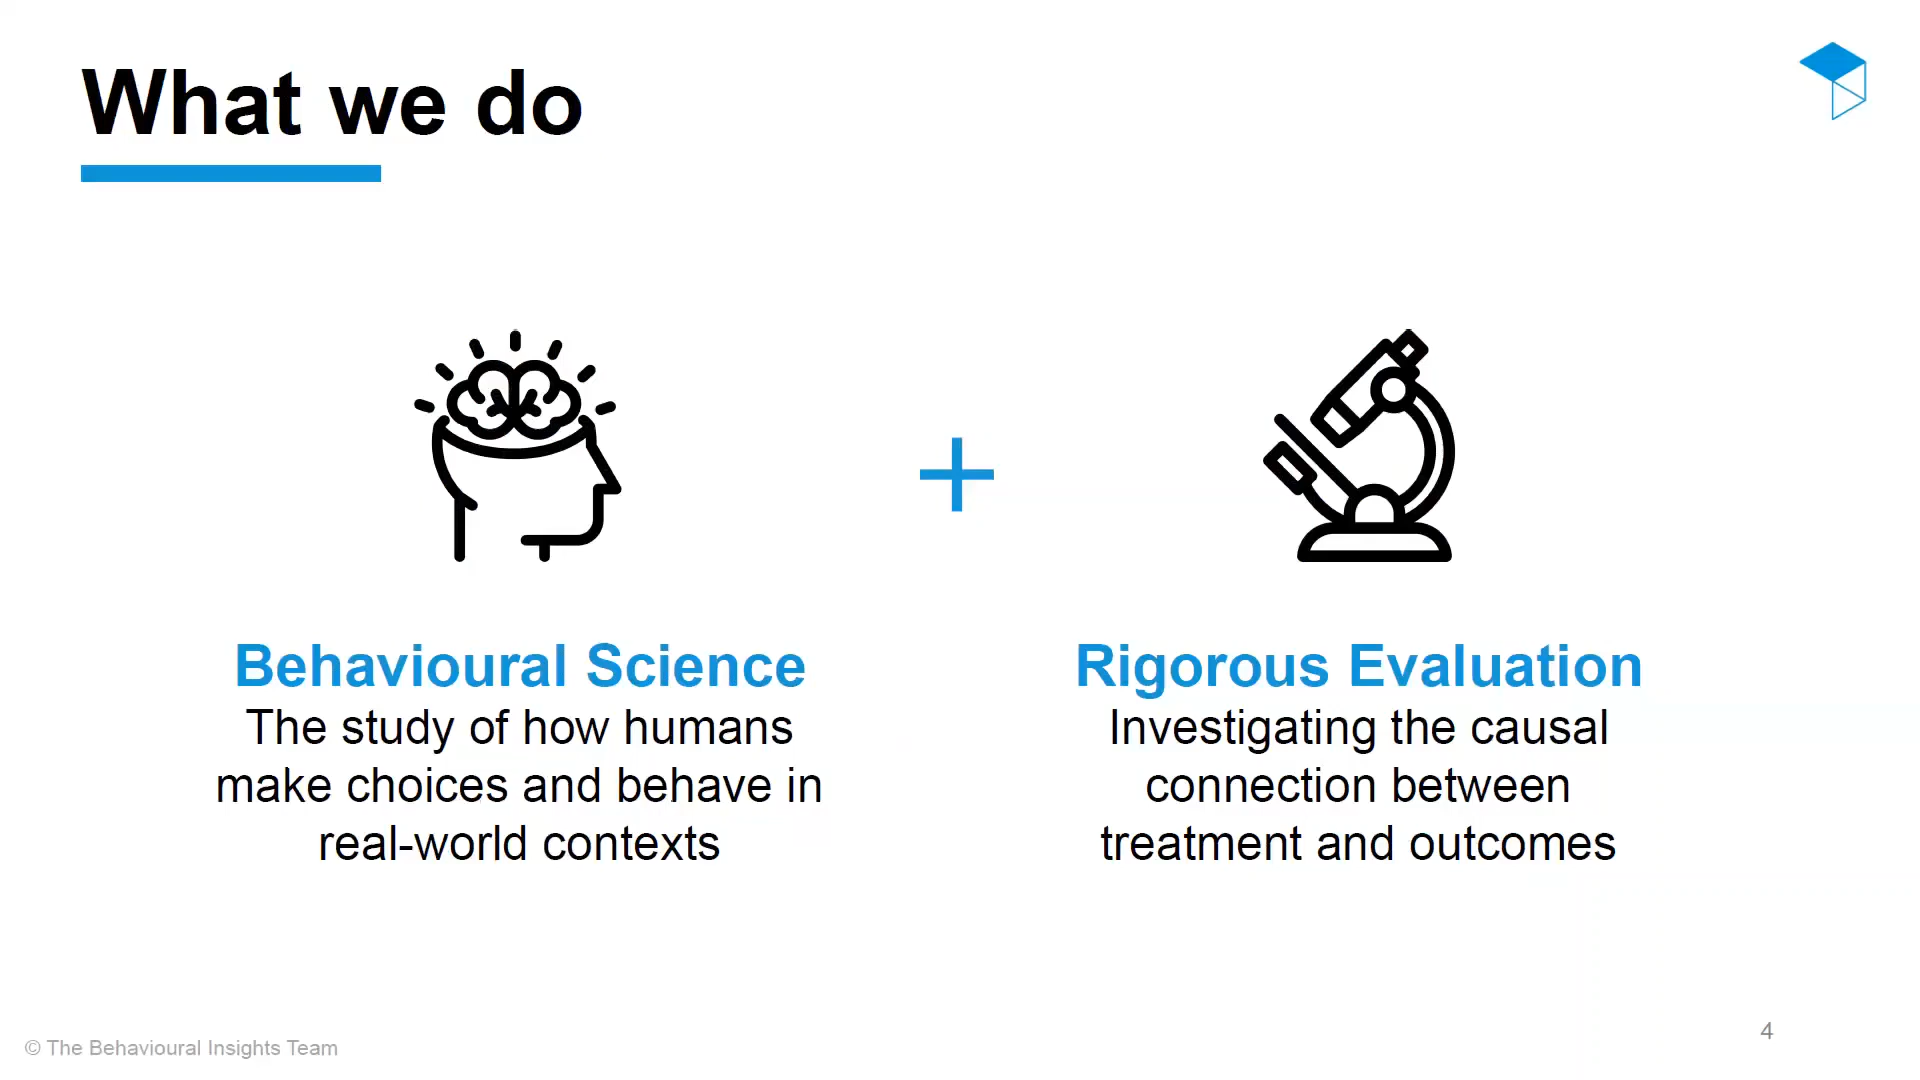 What we do
Behavioural Science
The study of how humans
make choices and behave in
real-world contexts
+
Rigorous Evaluation
Investigating the causal
connection between
treatment and outcomes
© The Behavioural Insights Team
4